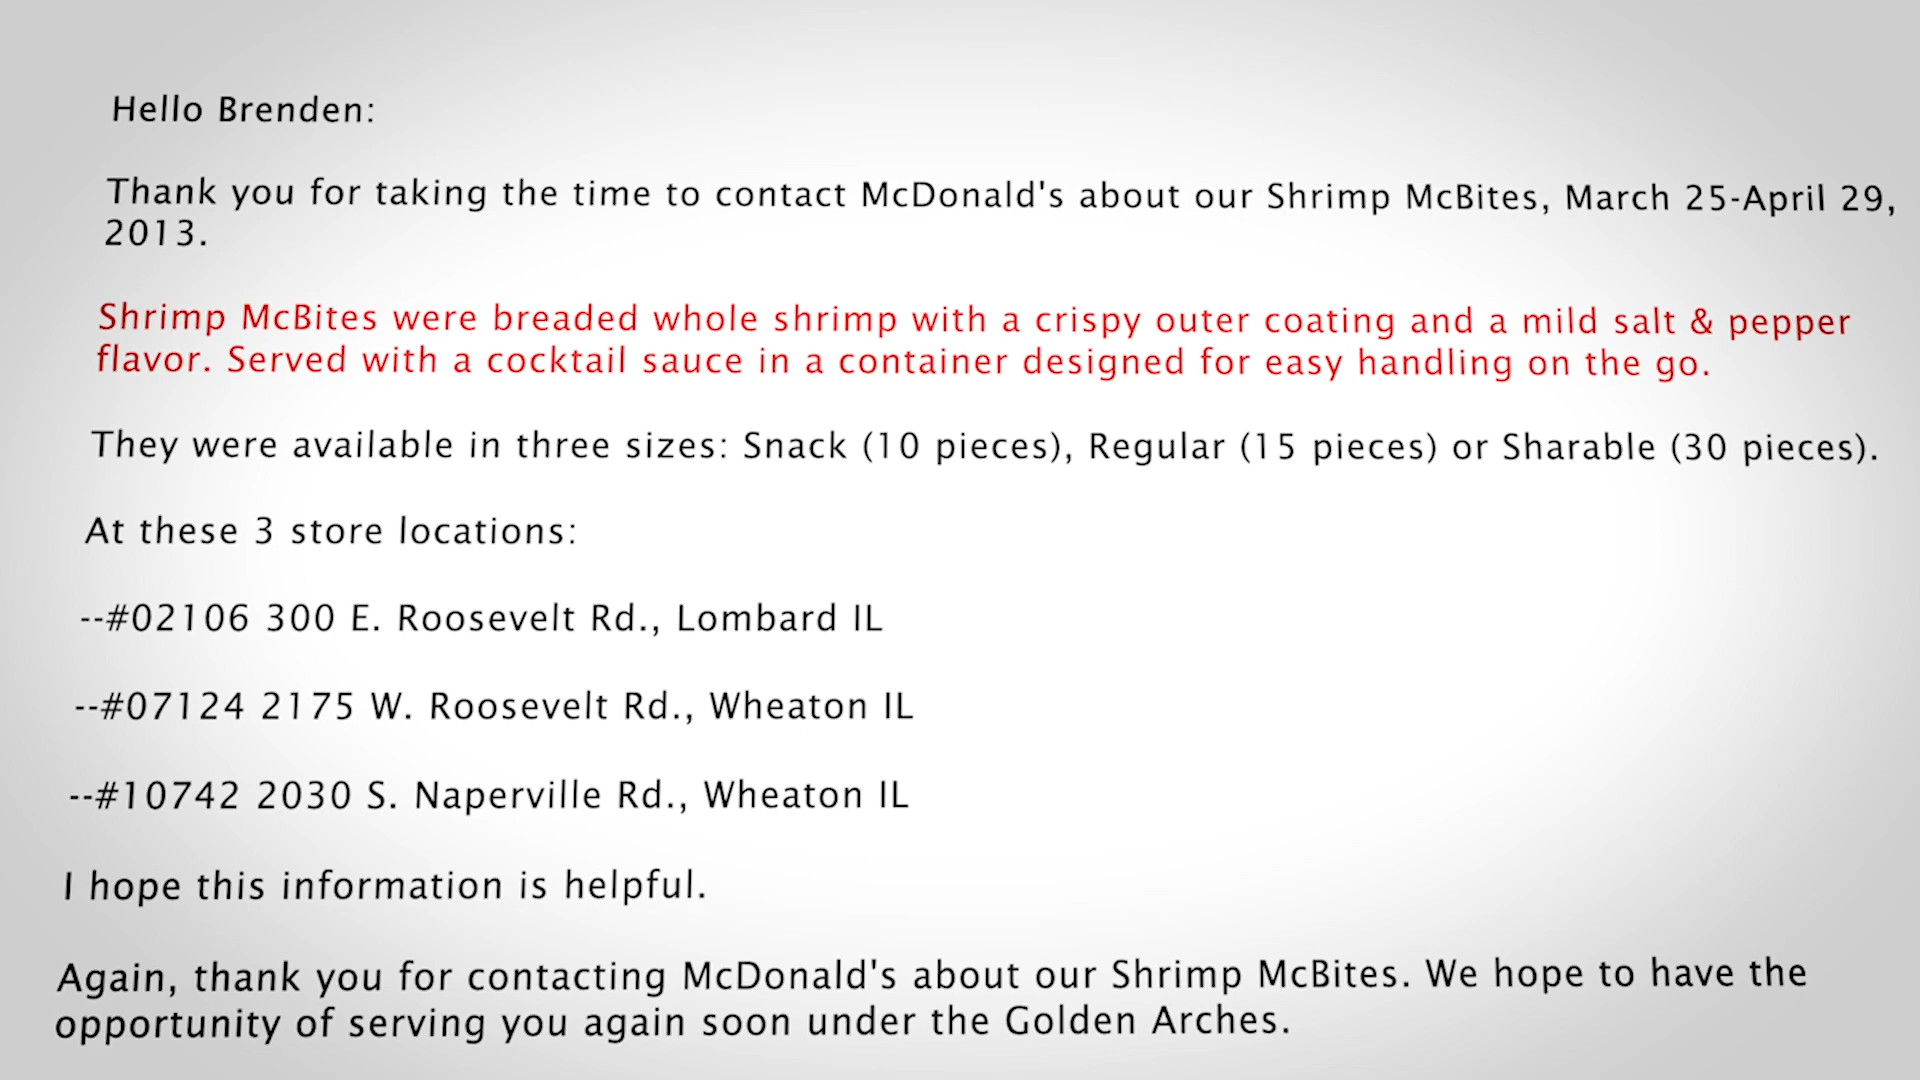 Hello Brenden:
Thank you for taking the time to contact McDonald's about our Shrimp McBites, March 25-April 29,
2013.
Shrimp McBites were breaded whole shrimp with a crispy outer coating and a mild salt & pepper
flavor. Served with a cocktail sauce in a container designed for easy handling on the go.
They were available in three sizes: Snack (10 pieces), Regular (15 pieces) or Sharable (30 pieces).
At these 3 store locations:
--#02106 300 E. Roosevelt Rd., Lombard IL
--#07124 2175 W. Roosevelt Rd., Wheaton IL
--#10742 2030 S. Naperville Rd., Wheaton IL
I hope this information is helpful.
Again, thank you for contacting McDonald's about our Shrimp McBites. We hope to have the
opportunity of serving you again soon under the Golden Arches.